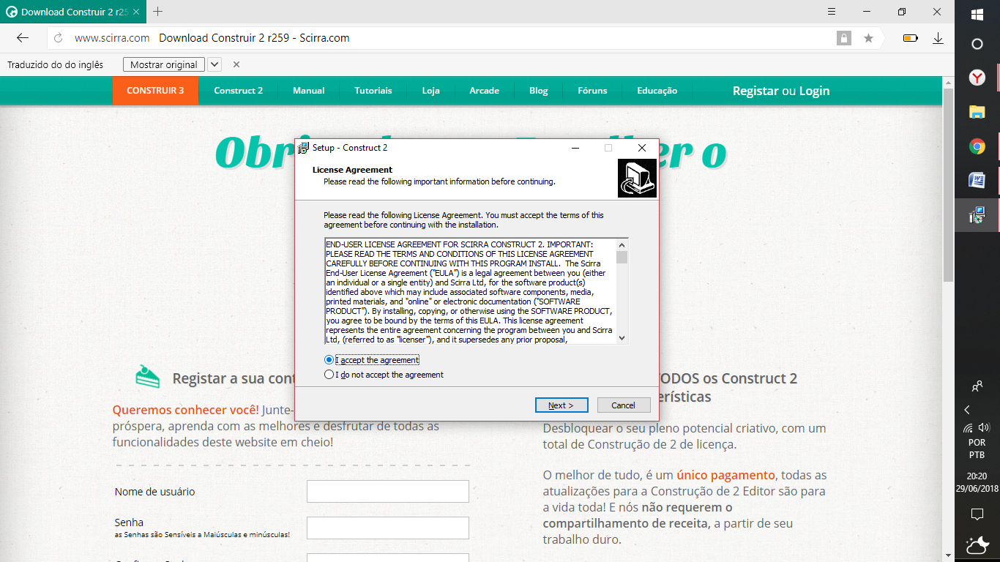 Download Construir 2 r25
www.scirra.com Download Construir 2 r259 - Scirra.com
Traduzido do do inglês Mostrar original
CONSTRUIR 3 Construct 2 Manual Tutoriais Loja Arcade Blog Fóruns Educação Registar ou Login
Setup - Construct 2
License Agreement
Please read the following important information before continuing.
Please read the following License Agreement. You must accept the terms of this
agreement before continuing with the installation.
END-USER LICENSE AGREEMENT FOR SCIRRA CONSTRUCT 2. IMPORTANT:
PLEASE READ THE TERMS AND CONDITIONS OF THIS LICENSE AGREEMENT
CAREFULLY BEFORE CONTINUING WITH THIS PROGRAM INSTALL. The Scirra
End-User License Agreement ("EULA") is a legal agreement between you (either
an individual or a single entity) and Scirra Ltd, for the software product(s)
identified above which may include associated software components, media,
printed materials, and "online" or electronic documentation ("SOFTWARE
PRODUCT"). By installing, copying, or otherwise using the SOFTWARE PRODUCT,
you agree to be bound by the terms of this EULA. This license agreement
represents the entire agreement concerning the program between you and Scirra
Ltd, (referred to as "licenser"), and it supersedes any prior proposal,
I accept the agreement
I do not accept the agreement
Next > Cancel
Registar a sua con
Queremos conhecer você! Junte-
próspera, aprenda com as melhores e desfrutar de todas as
funcionalidades deste website em cheio!
Nome de usuário
Senha
as Senhas são Sensíveis a Maiúsculas e minúsculas!
TODOS os Construct 2
erísticas
Desbloquear o seu pleno potencial criativo, com um
total de Construção de 2 de licença.
O melhor de tudo, é um único pagamento, todas as
atualizações para a Construção de 2 Editor são para
a vida toda! E nós não requerem o
compartilhamento de receita, a partir de seu
trabalho duro.
POR
PTB
20:20
29/06/2018